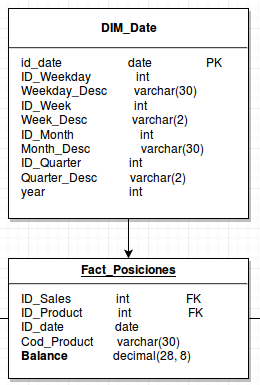 DIM_Date
id_date date PK
ID_Weekday int
Weekday_Desc varchar(30)
ID_Week int
Week_Desc varchar(2)
ID_Month int
Month_Desc varchar(30)
ID_Quarter int
Quarter_Desc varchar(2)
year int
Fact_Posiciones
ID_Sales int FK
ID_Product int FK
ID_date date
Cod_Product varchar(30)
Balance decimal(28, 8)